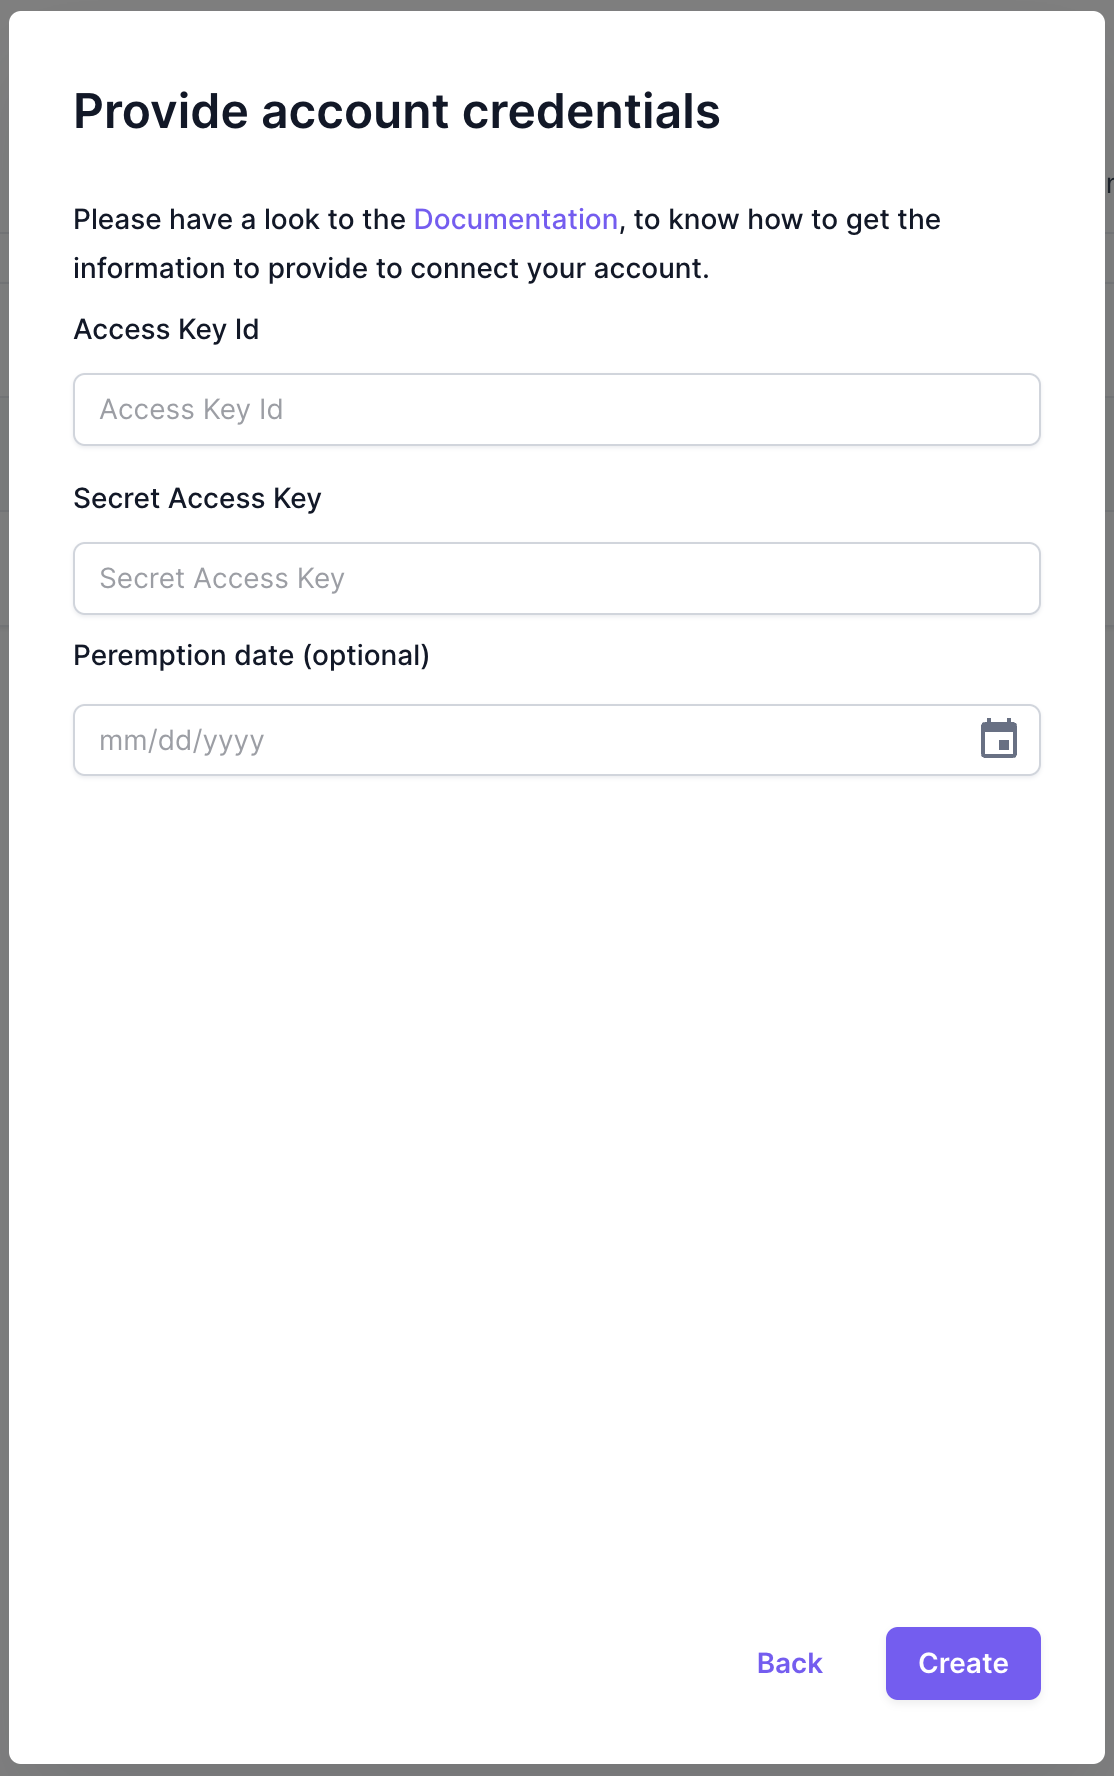 Provide account credentials
Please have a look to the Documentation, to know how to get the
information to provide to connect your account.
Access Key Id
Access Key Id
Secret Access Key
Secret Access Key
Peremption date (optional)
mm/dd/yyyy
Back
Create